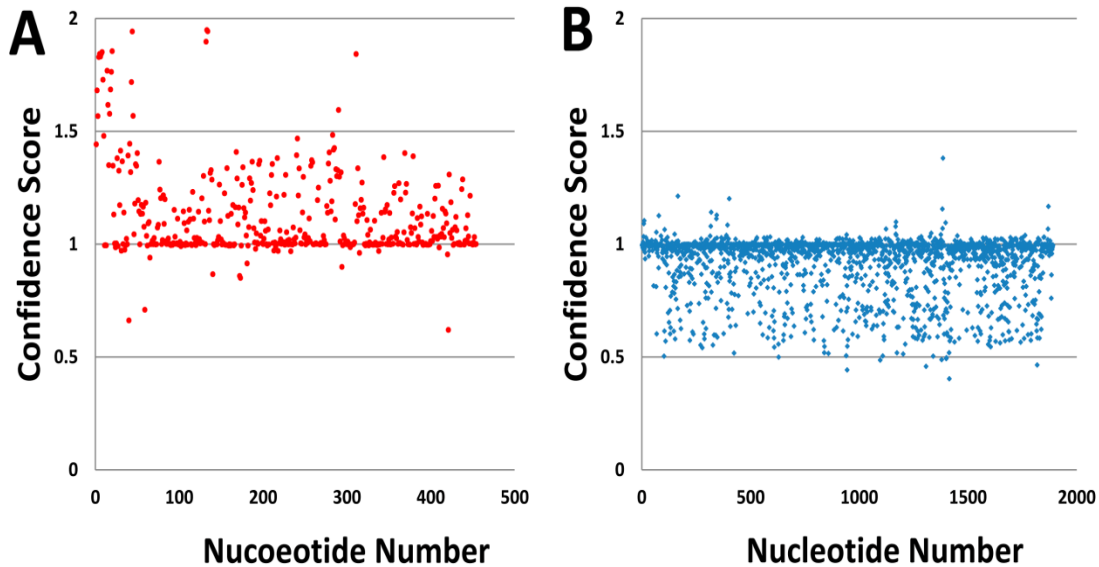 A
Confidence Score
2
1.5
1
0.5
0
0 100 200 300 400 500
Nucoeotide Number
B
Confidence Score
2
1.5
1
0.5
0
0 500 1000 1500 2000
Nucleotide Number